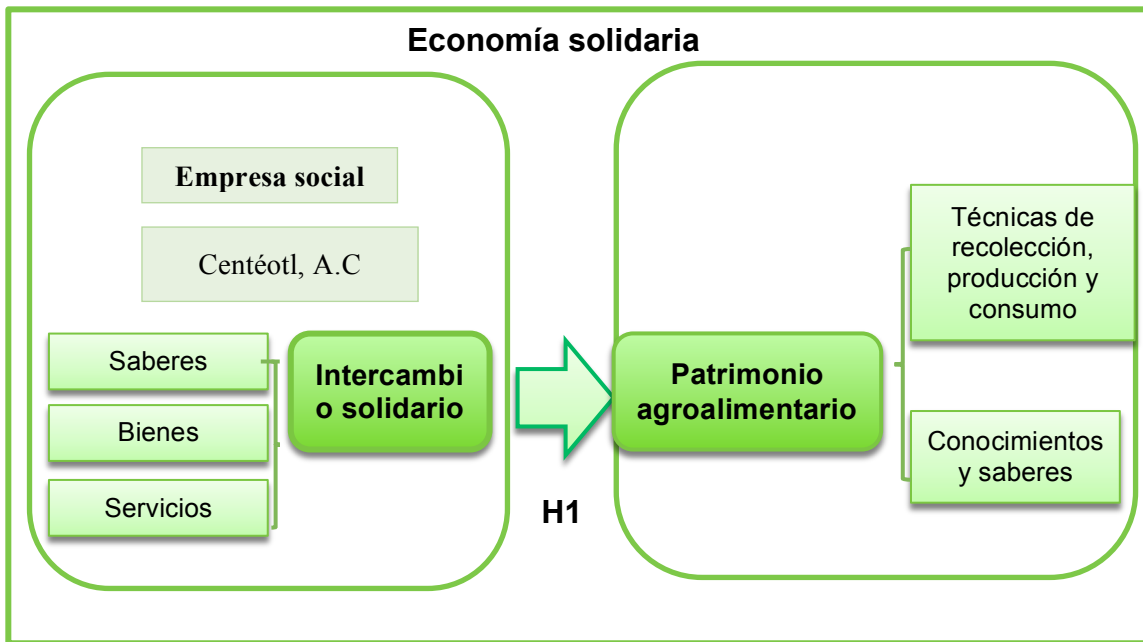 Economía solidaria
Empresa social
Centéotl, A.C
Saberes
Bienes
Servicios
Intercambi
o solidario
H1
Patrimonio
agroalimentario
Técnicas de
recolección,
producción y
consumo
Conocimientos
y saberes